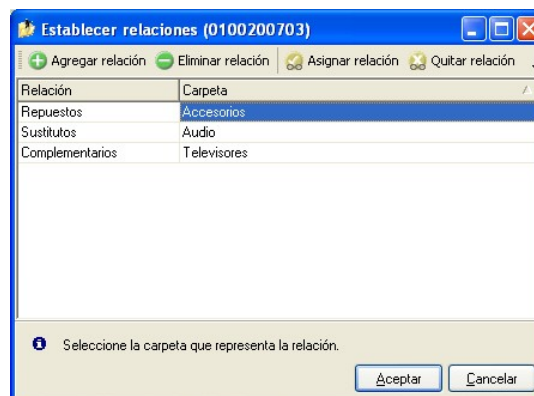 Establecer relaciones (0100200703)
Agregar relación Eliminar relación Asignar relación Quitar relación
Relación Carpeta
Repuestos Accesorios
Sustitutos Audio
Complementarios Televisores
Seleccione la carpeta que representa la relación.
Aceptar Cancelar